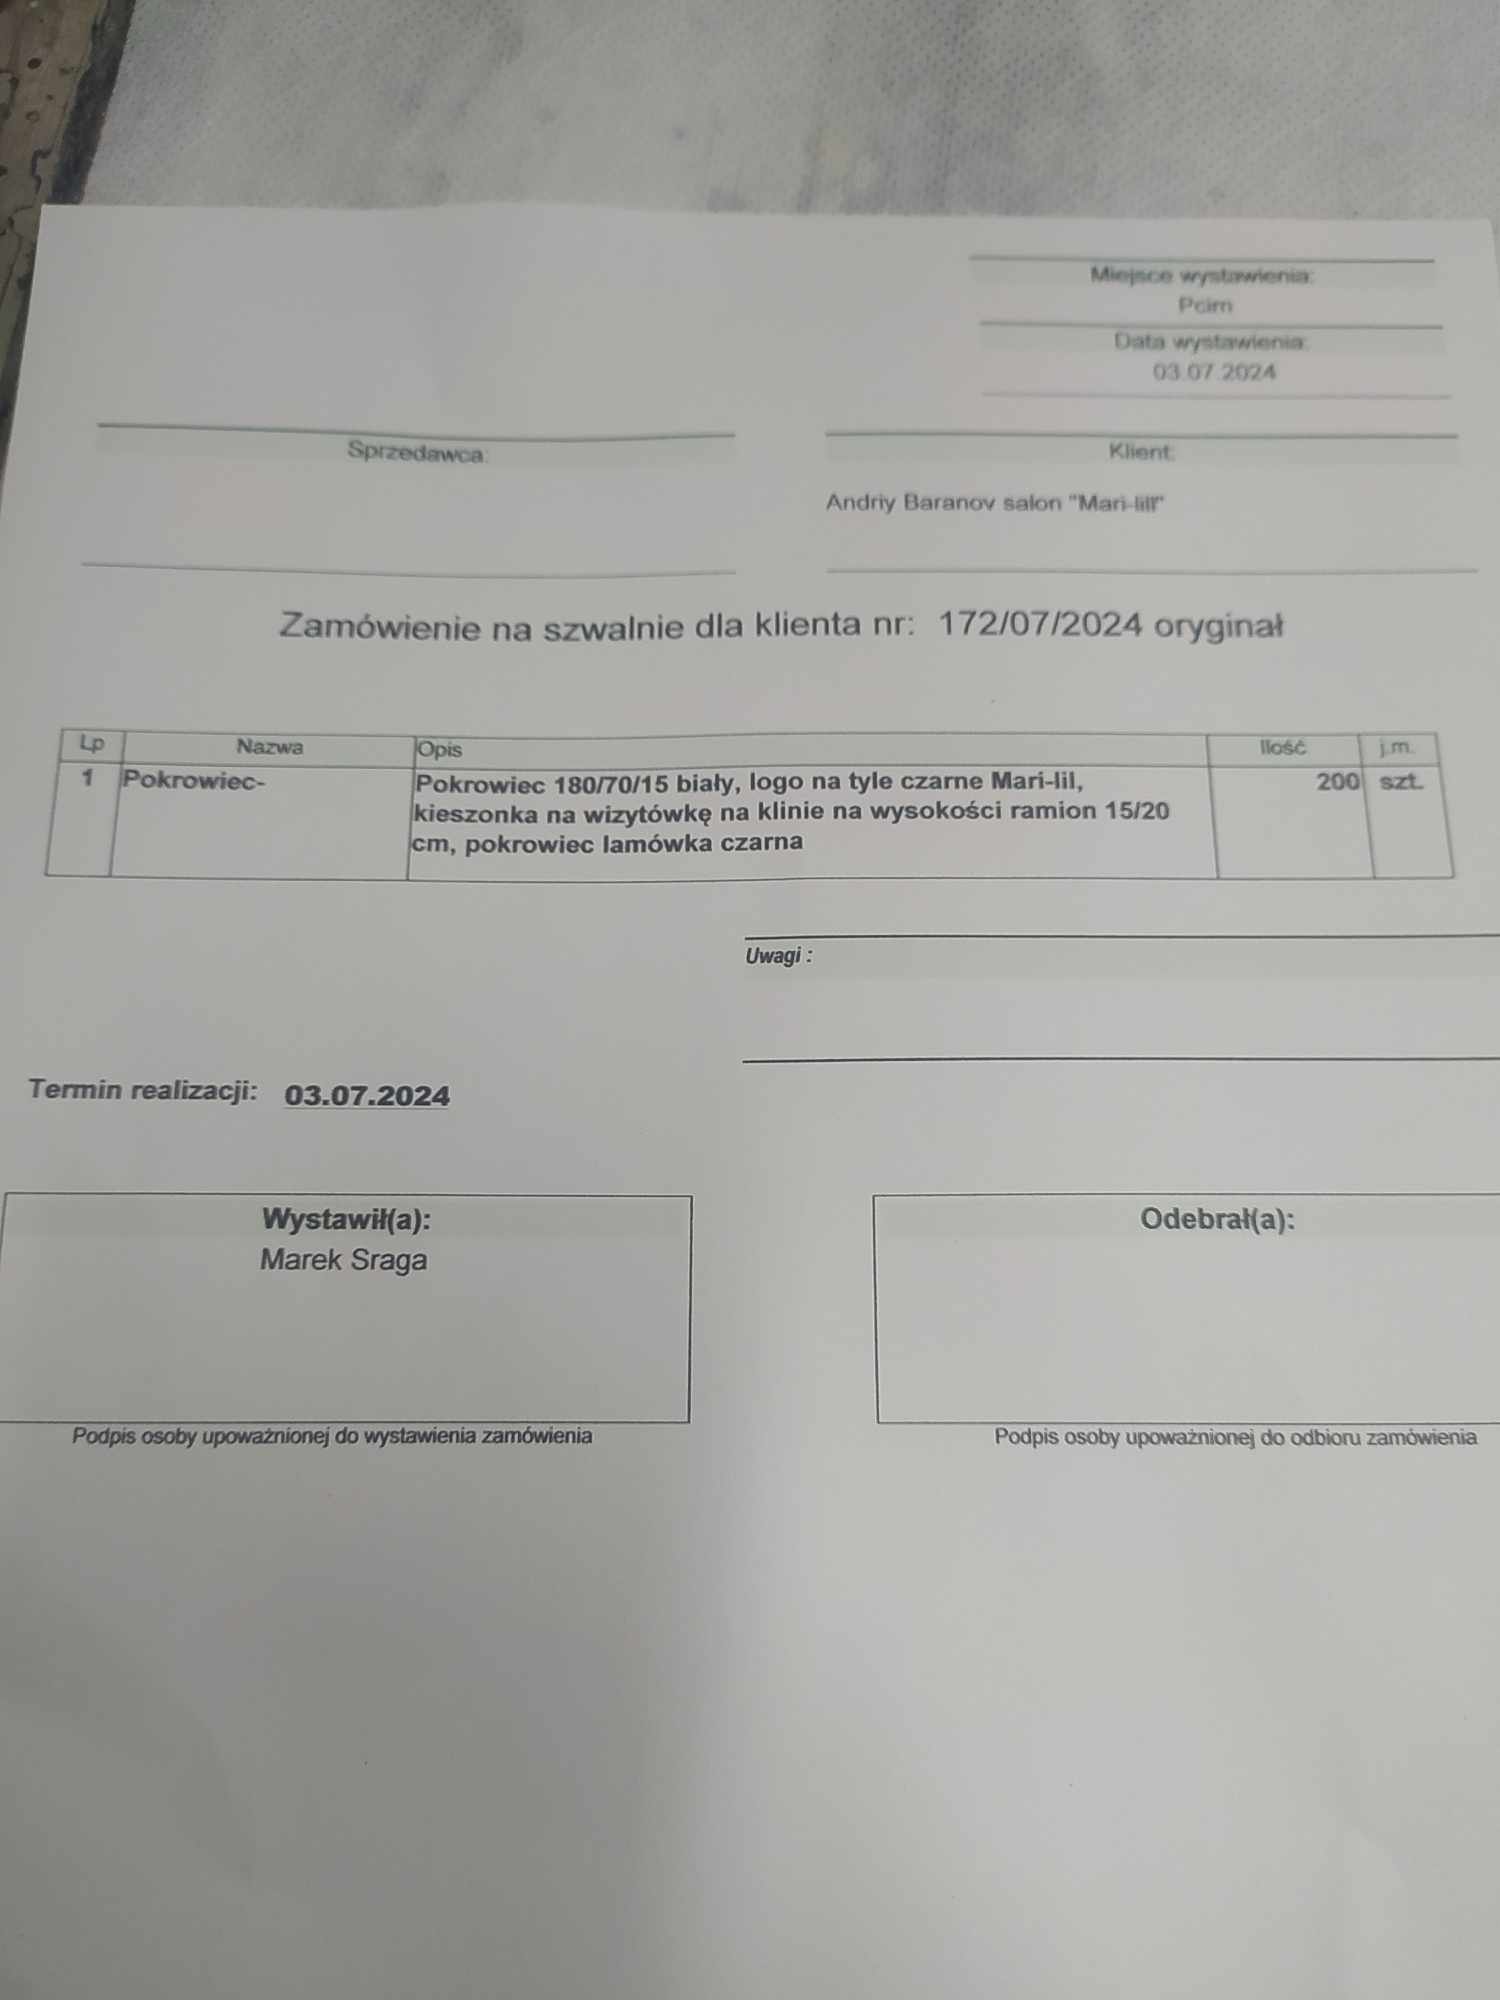 Miejsce wystawienia:
Pcim
Data wystawienia:
03.07.2024
Sprzedawca:
Klient:
Andriy Baranov salon "Mari-lill"
Zamówienie na szwalnie dla klienta nr: 172/07/2024 oryginał
Lp Nazwa Opis Ilość j.m.
1 Pokrowiec- Pokrowiec 180/70/15 biały, logo na tyle czarne Mari-lil, 200 szt.
kieszonka na wizytówkę na klinie na wysokości ramion 15/20
cm, pokrowiec lamówka czarna
Uwagi :
Termin realizacji: 03.07.2024
Wystawił(a):
Marek Sraga
Odebrał(a):
Podpis osoby upoważnionej do wystawienia zamówienia
Podpis osoby upoważnionej do odbioru zamówienia